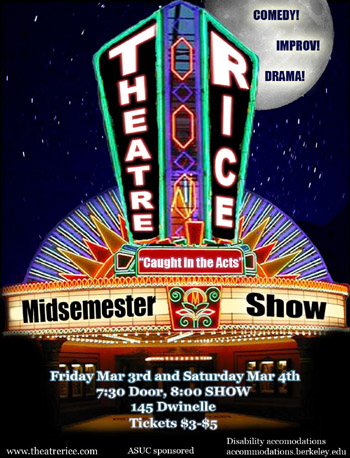 COMEDY!
IMPROV!
DRAMA!
THEATRE
RICE
"Caught in the Acts"
Midsemester Show
Friday Mar 3rd and Saturday Mar 4th
7:30 Door, 8:00 SHOW
145 Dwinelle
Tickets $3-$5
Disability accomodations
www.theatrerice.com ASUC sponsored accommodations.berkeley.edu